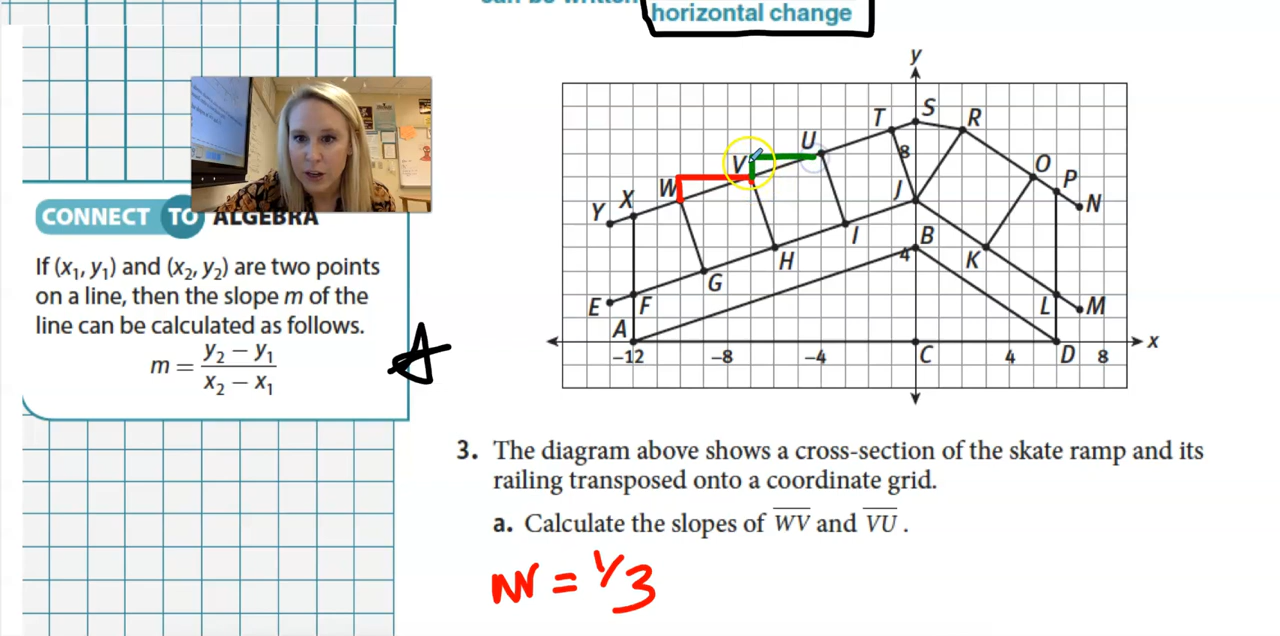 can be written
horizontal change
CONNECT TO ALGEBRA
If (x₁, y₁) and (x₂, y₂) are two points
on a line, then the slope m of the
line can be calculated as follows.
m = y₂ − y₁ / x₂ − x₁
y
T S R
U 8 O P
V N
W J
X
Y I B
H 4 K
G
E F L M
A
−12 −8 −4 C 4 D 8 x
3. The diagram above shows a cross-section of the skate ramp and its
railing transposed onto a coordinate grid.
a. Calculate the slopes of WV and VU.
m = 1/3